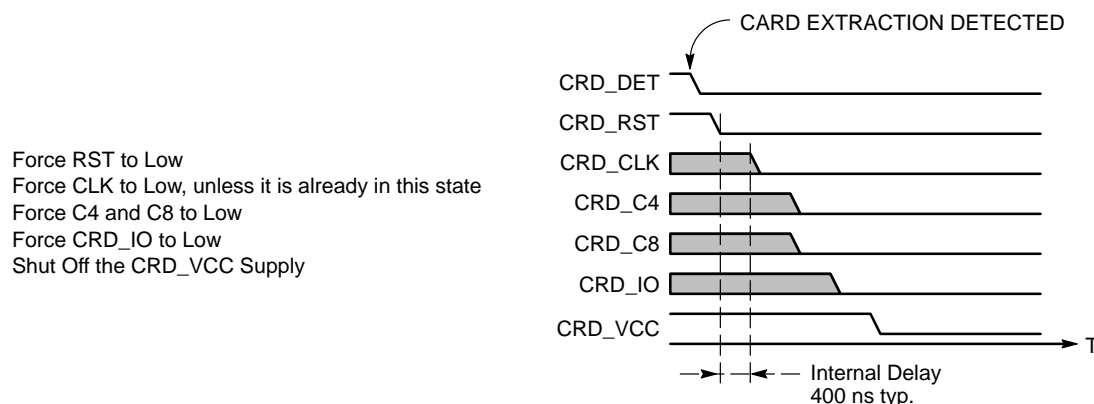 CARD EXTRACTION DETECTED
CRD_DET
CRD_RST
Force RST to Low
Force CLK to Low, unless it is already in this state
Force C4 and C8 to Low
Force CRD_IO to Low
Shut Off the CRD_VCC Supply
CRD_CLK
CRD_C4
CRD_C8
CRD_IO
CRD_VCC
T
Internal Delay
400 ns typ.